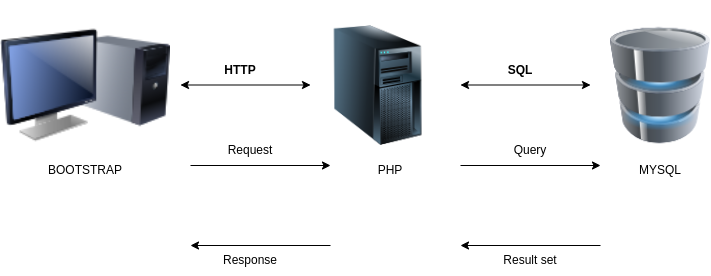 HTTP
SQL
Request
Query
BOOTSTRAP
PHP
MYSQL
Response
Result set